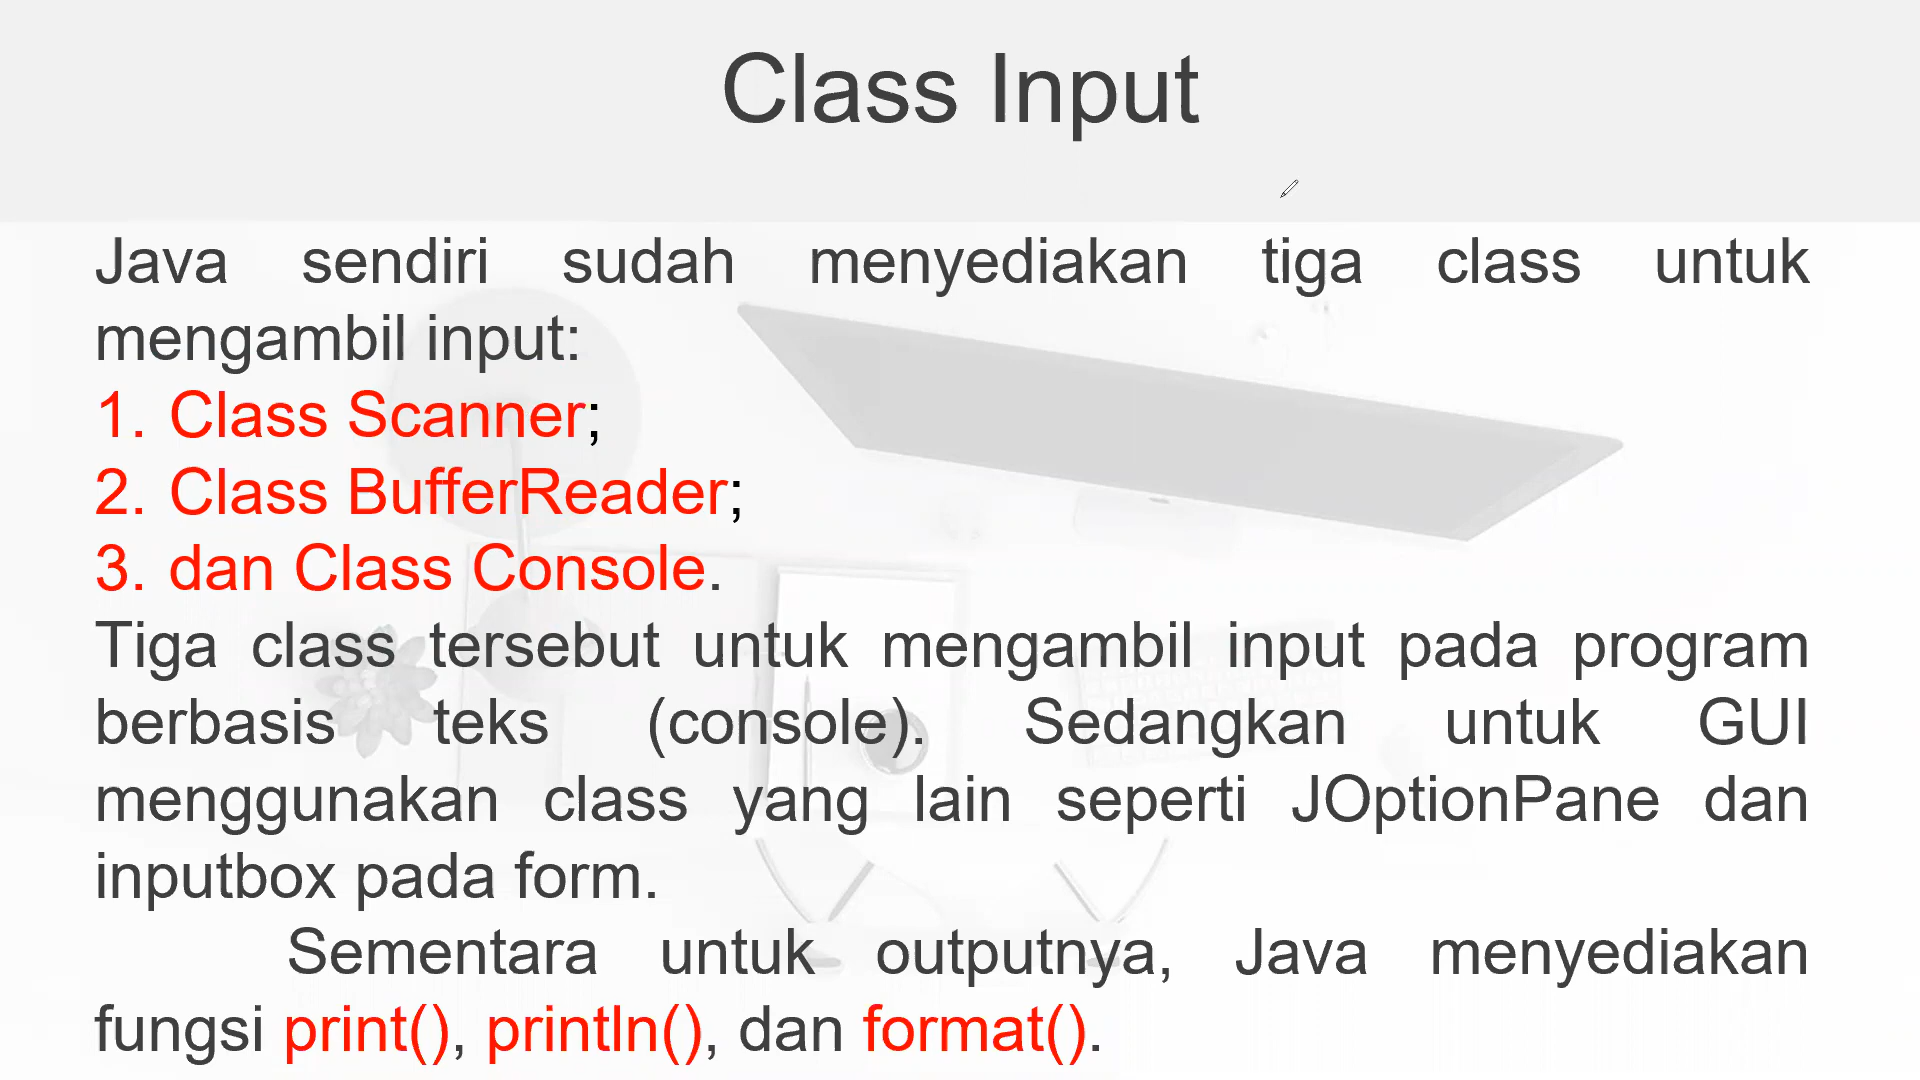 Class Input
Java sendiri sudah menyediakan tiga class untuk
mengambil input:
1. Class Scanner;
2. Class BufferReader;
3. dan Class Console.
Tiga class tersebut untuk mengambil input pada program
berbasis teks (console). Sedangkan untuk GUI
menggunakan class yang lain seperti JOptionPane dan
inputbox pada form.
Sementara untuk outputnya, Java menyediakan
fungsi print(), println(), dan format().